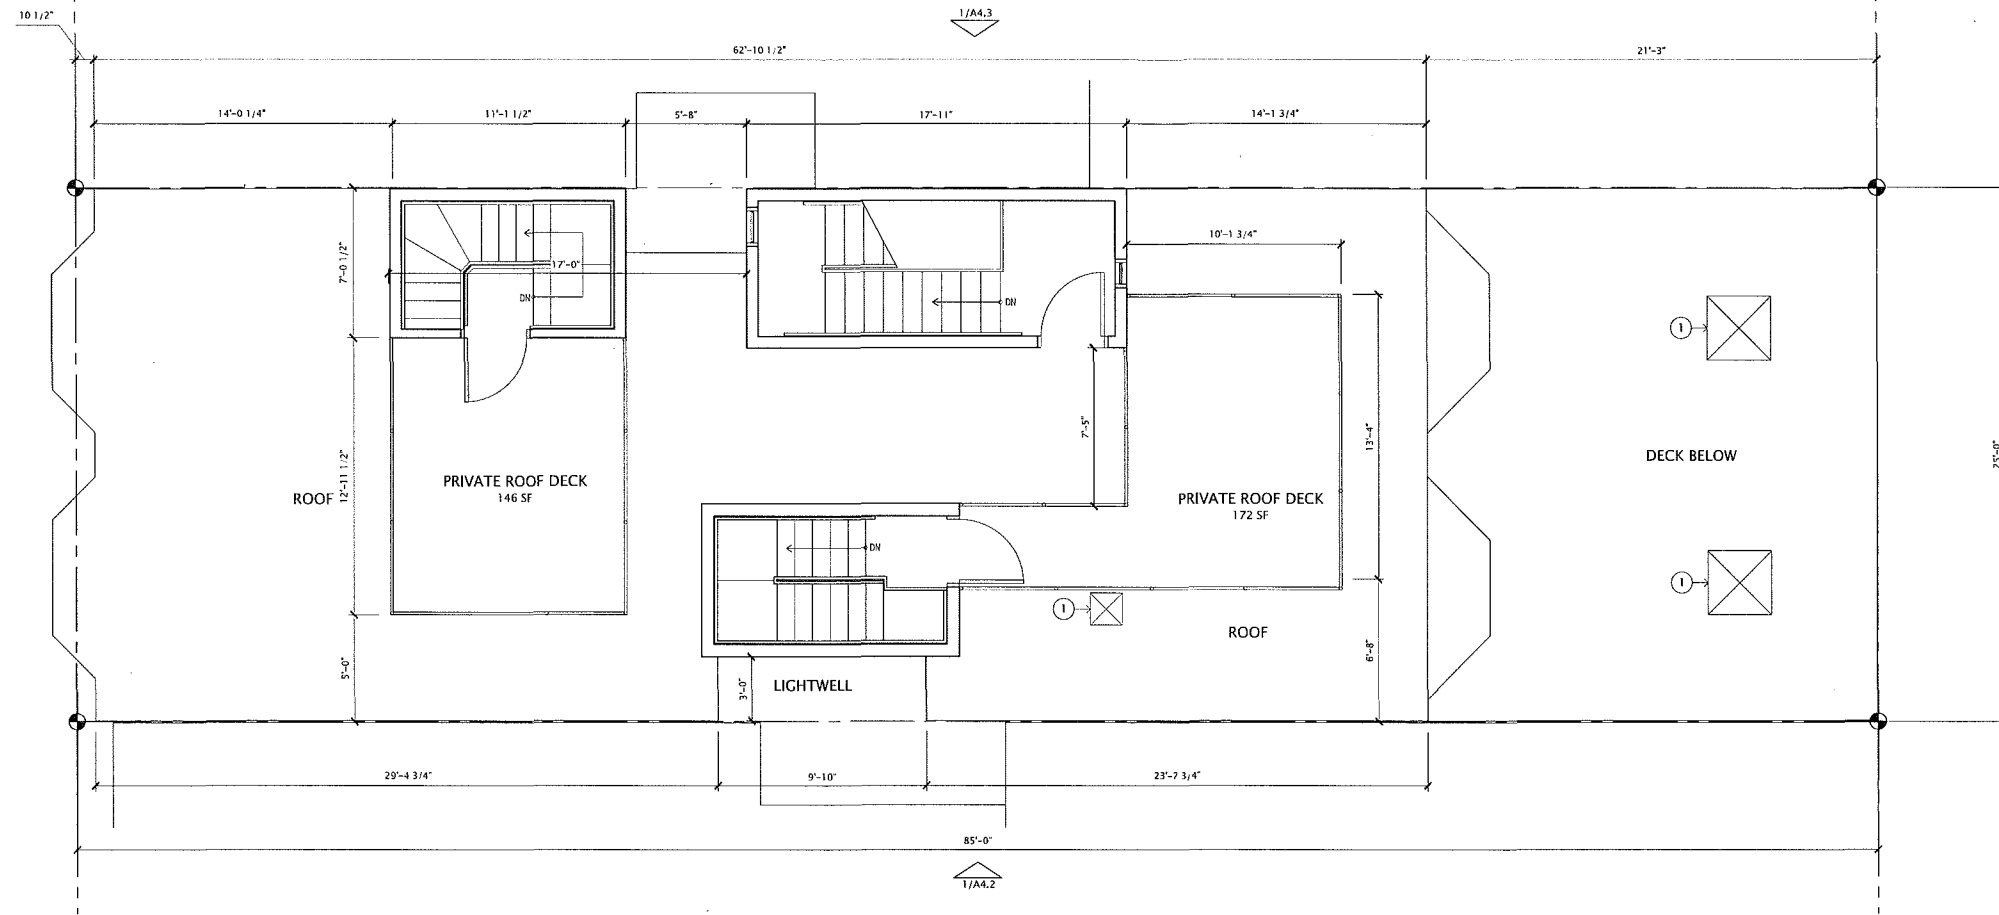 10 1/2"
1/A4.3
62'-10 1/2"
21'-3"
14'-0 1/4"
11'-1 1/2"
5'-8"
17'-11"
14'-1 3/4"
7'-0 1/2"
17'-0"
DN
DN
10'-1 3/4"
1
7'-5"
13'-4"
DECK BELOW
25'-0"
PRIVATE ROOF DECK
146 SF
ROOF
12'-11 1/2"
PRIVATE ROOF DECK
172 SF
DN
1
1
ROOF
5'-0"
3'-0"
LIGHTWELL
6'-8"
29'-4 3/4"
9'-10"
23'-7 3/4"
85'-0"
1/A4.2